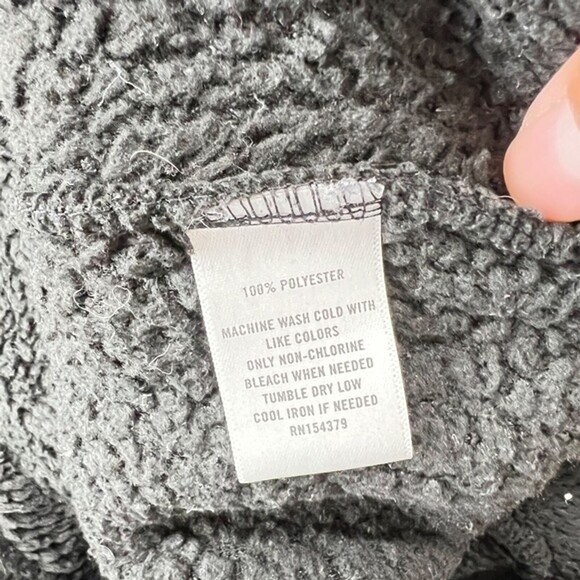 100% POLYESTER
MACHINE WASH COLD WITH
LIKE COLORS
ONLY NON-CHLORINE
BLEACH WHEN NEEDED
TUMBLE DRY LOW
COOL IRON IF NEEDED
RN154379